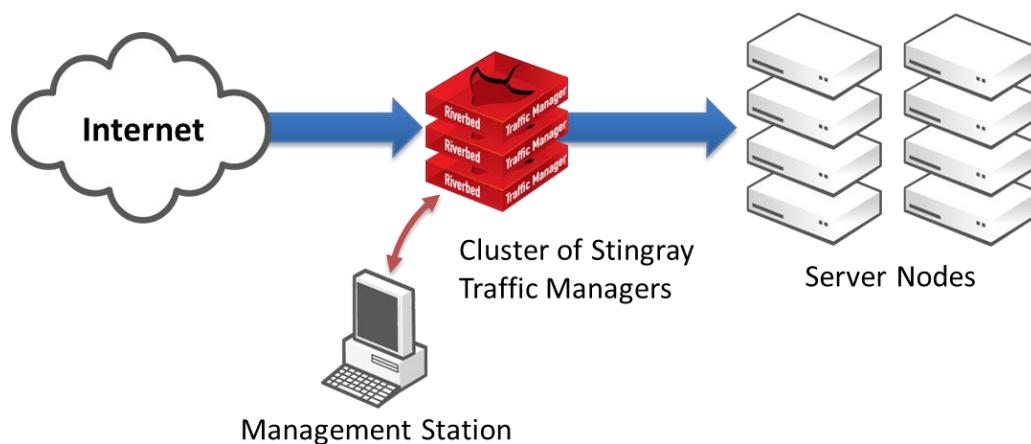 Internet
Riverbed Traffic Manager
Riverbed Traffic Manager
Riverbed Traffic Manager
Cluster of Stingray
Traffic Managers
Server Nodes
Management Station